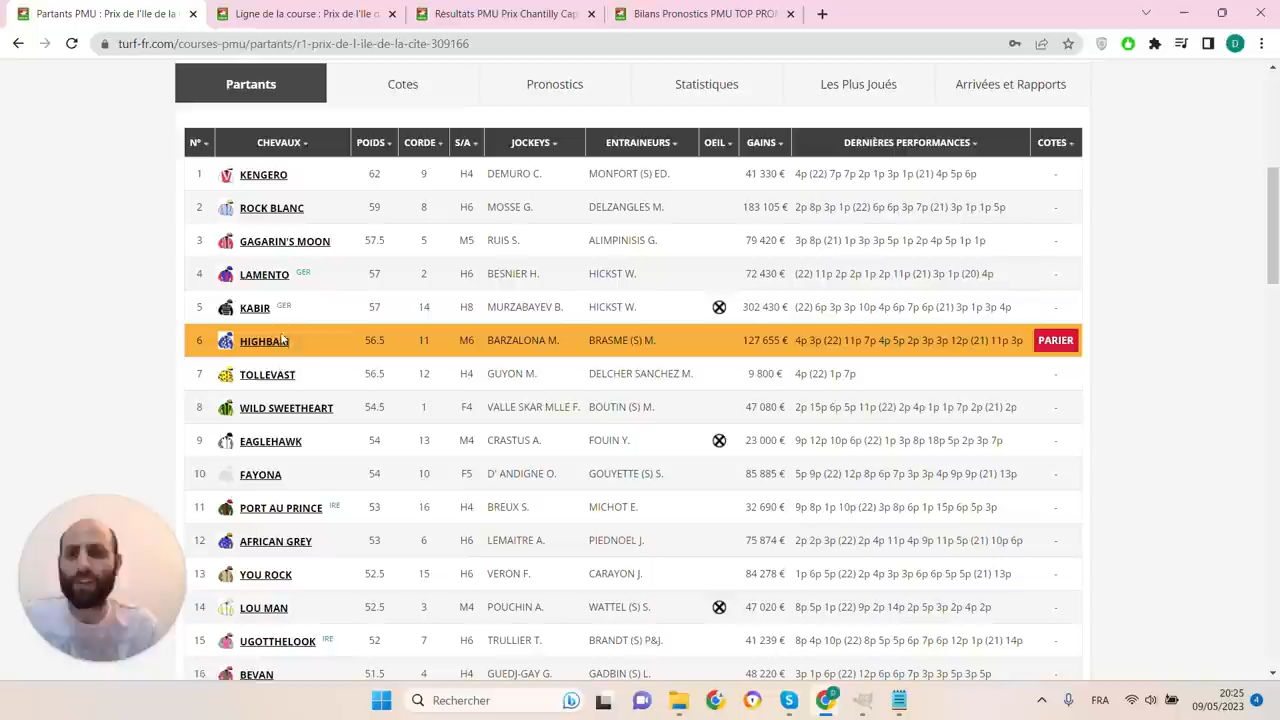 Partants PMU : Prix de l'Ile de la
Ligne de la course : Prix de l'Ile d
Résultats PMU Prix Chantilly Cap
Bilans Pronostics PMU TOP PRO
turf-fr.com/courses-pmu/partants/r1-prix-de-l-ile-de-la-cite-309166
D
Partants Cotes Pronostics Statistiques Les Plus Joués Arrivées et Rapports
N° CHEVAUX POIDS CORDE S/A JOCKEYS ENTRAINEURS OEIL GAINS DERNIÈRES PERFORMANCES COTES
1 KENGERO 62 9 H4 DEMURO C. MONFORT (S) ED. 41 330 € 4p (22) 7p 7p 2p 1p 3p 1p (21) 4p 5p 6p -
2 ROCK BLANC 59 8 H6 MOSSE G. DELZANGLES M. 183 105 € 2p 8p 3p 1p (22) 6p 6p 3p 7p (21) 3p 1p 1p 5p -
3 GAGARIN'S MOON 57.5 5 M5 RUIS S. ALIMPINISIS G. 79 420 € 3p 8p (21) 1p 3p 3p 5p 1p 2p 4p 5p 1p 1p -
4 LAMENTO GER 57 2 H6 BESNIER H. HICKST W. 72 430 € (22) 11p 2p 2p 1p 2p 11p (21) 3p 1p (20) 4p -
5 KABIR GER 57 14 H8 MURZABAYEV B. HICKST W. 302 430 € (22) 6p 3p 3p 10p 4p 6p 7p 6p (21) 3p 1p 3p 4p -
6 HIGHBA 56.5 11 M6 BARZALONA M. BRASME (S) M. 127 655 € 4p 3p (22) 11p 7p 4p 5p 2p 3p 3p 12p (21) 11p 3p PARIER
7 TOLLEVAST 56.5 12 H4 GUYON M. DELCHER SANCHEZ M. 9 800 € 4p (22) 1p 7p -
8 WILD SWEETHEART 54.5 1 F4 VALLE SKAR MLLE F. BOUTIN (S) M. 47 080 € 2p 15p 6p 5p 11p (22) 2p 4p 1p 1p 7p 2p (21) 2p -
9 EAGLEHAWK 54 13 M4 CRASTUS A. FOUIN Y. 23 000 € 9p 12p 10p 6p (22) 1p 3p 8p 18p 5p 2p 3p 7p -
10 FAYONA 54 10 F5 D' ANDIGNE O. GOUYETTE (S) S. 85 885 € 5p 9p (22) 12p 8p 6p 7p 3p 3p 4p 9p 9p (21) 13p -
11 PORT AU PRINCE IRE 53 16 H4 BREUX S. MICHOT E. 32 690 € 9p 8p 1p 10p (22) 3p 8p 6p 1p 15p 6p 5p 3p -
12 AFRICAN GREY 53 6 H6 LEMAITRE A. PIEDNOEL J. 75 874 € 2p 2p 3p (22) 2p 4p 11p 4p 9p 11p 5p (21) 10p 6p -
13 YOU ROCK 52.5 15 H6 VERON F. CARAYON J. 84 278 € 1p 6p 5p (22) 2p 4p 3p 3p 6p 6p 5p 5p (21) 13p -
14 LOU MAN 52.5 3 M4 POUCHIN A. WATTEL (S) S. 47 020 € 8p 5p 1p (22) 9p 2p 14p 2p 5p 3p 2p 4p 2p -
15 UGOTTHELOOK IRE 52 7 H6 TRULLIER T. BRANDT (S) P&J. 41 239 € 8p 4p 10p (22) 8p 5p 5p 6p 7p 6p 12p 1p (21) 14p -
16 BEVAN 51.5 4 H6 GUEDJ-GAY G. GADBIN (S) L. 48 220 € 3p 1p 6p (22) 12p 5p 5p 3p 5p 3p 5p -
Rechercher
FRA
20:25
09/05/2023
4